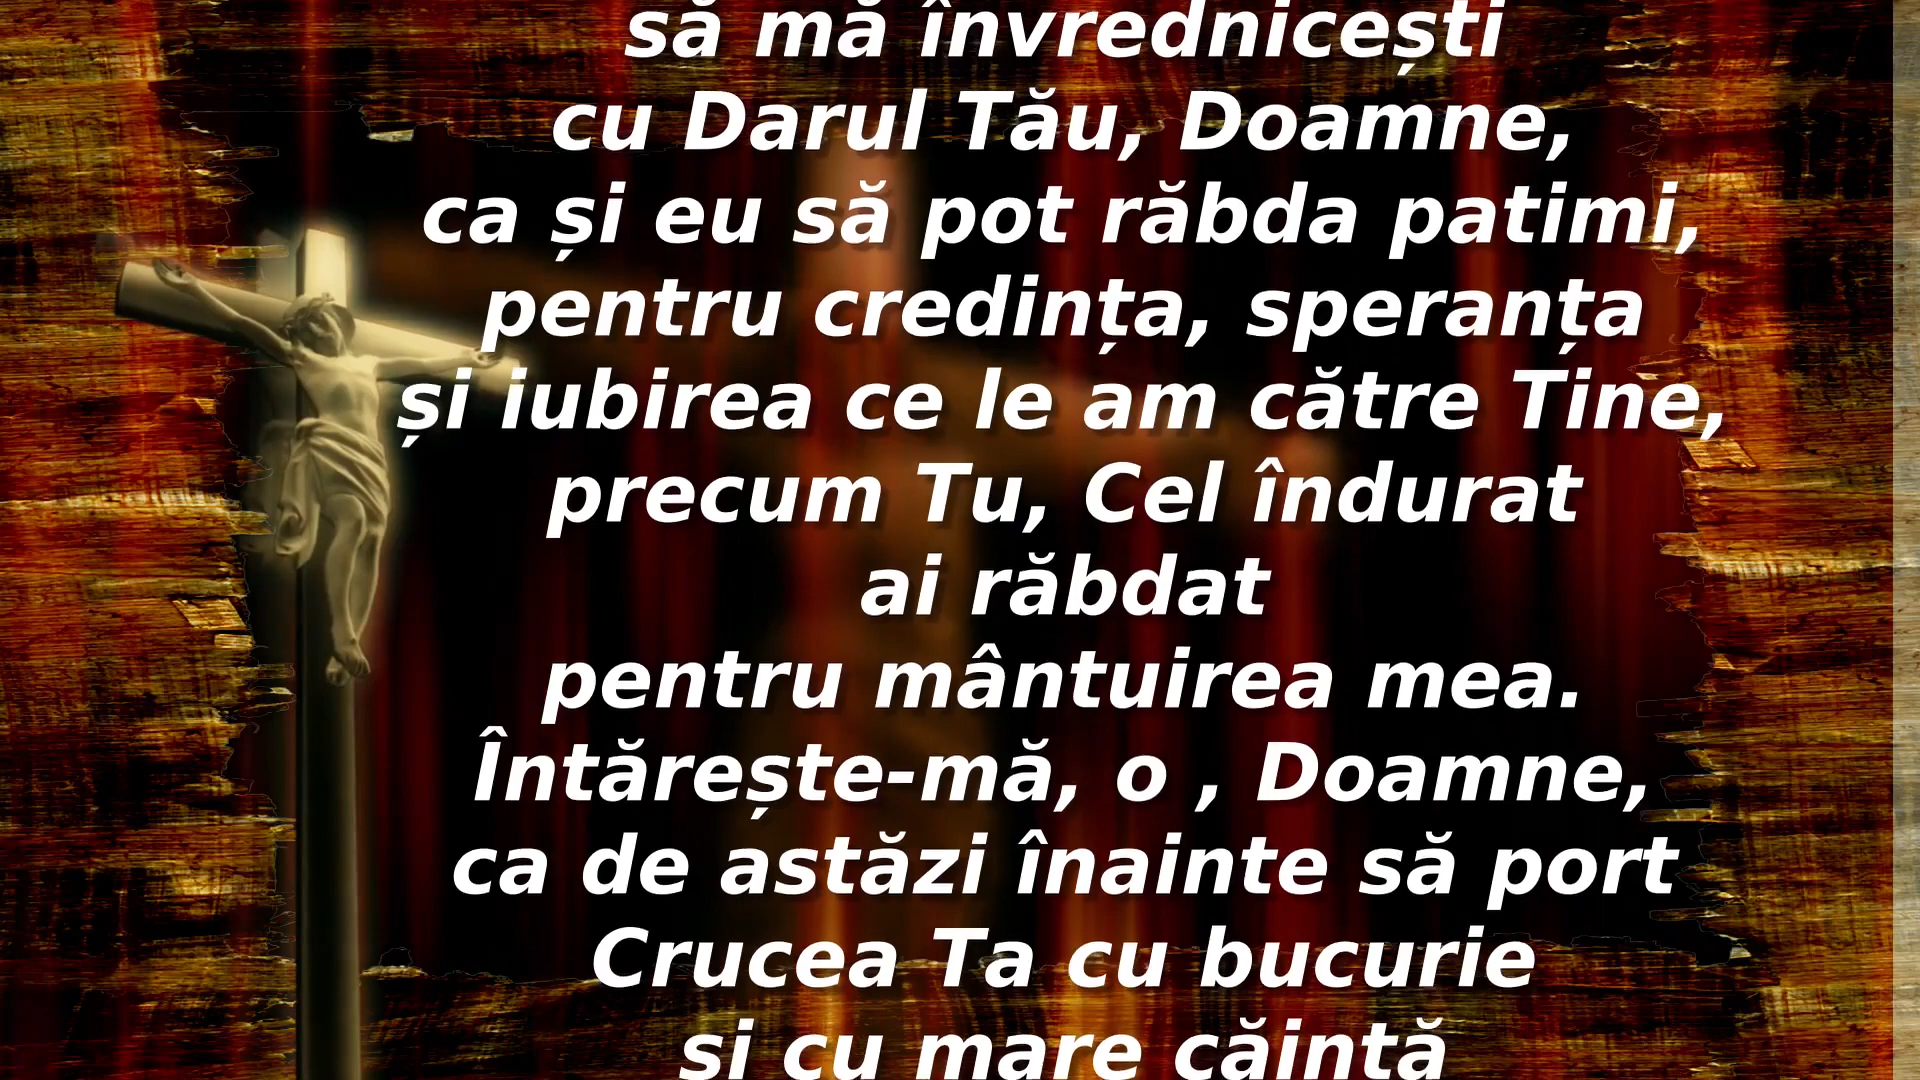 să mă învrednicești
cu Darul Tău, Doamne,
ca și eu să pot răbda patimi,
pentru credința, speranța
și iubirea ce le am către Tine,
precum Tu, Cel îndurat
ai răbdat
pentru mântuirea mea.
Întărește-mă, o , Doamne,
ca de astăzi înainte să port
Crucea Ta cu bucurie
și cu mare căință